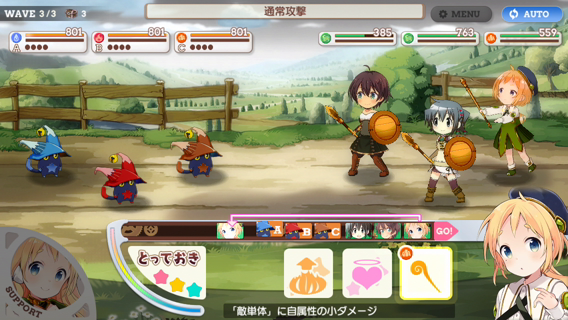 WAVE 3/3 3
通常攻撃
MENU
AUTO
801
A
801
B
801
C
385
763
559
A B C GO!
とっておき
SUPPORT
「敵単体」に自属性の小ダメージ